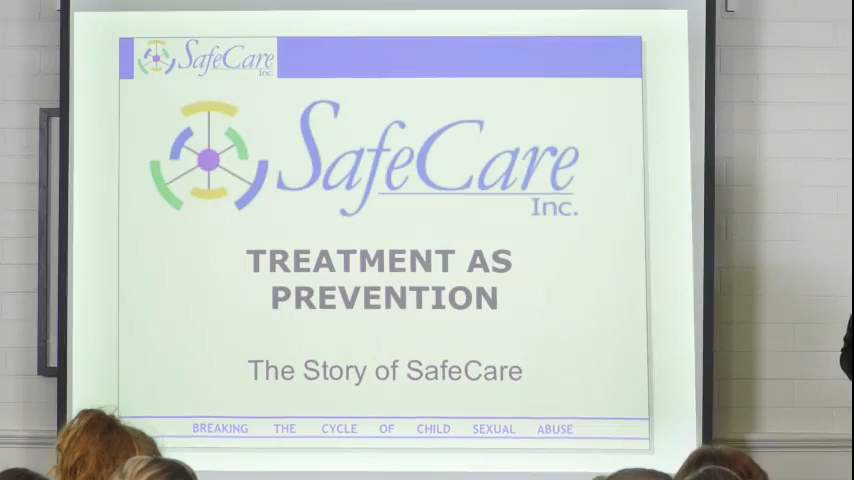 SafeCare
Inc.
SafeCare
Inc.
TREATMENT AS
PREVENTION
The Story of SafeCare
BREAKING THE CYCLE OF CHILD SEXUAL ABUSE